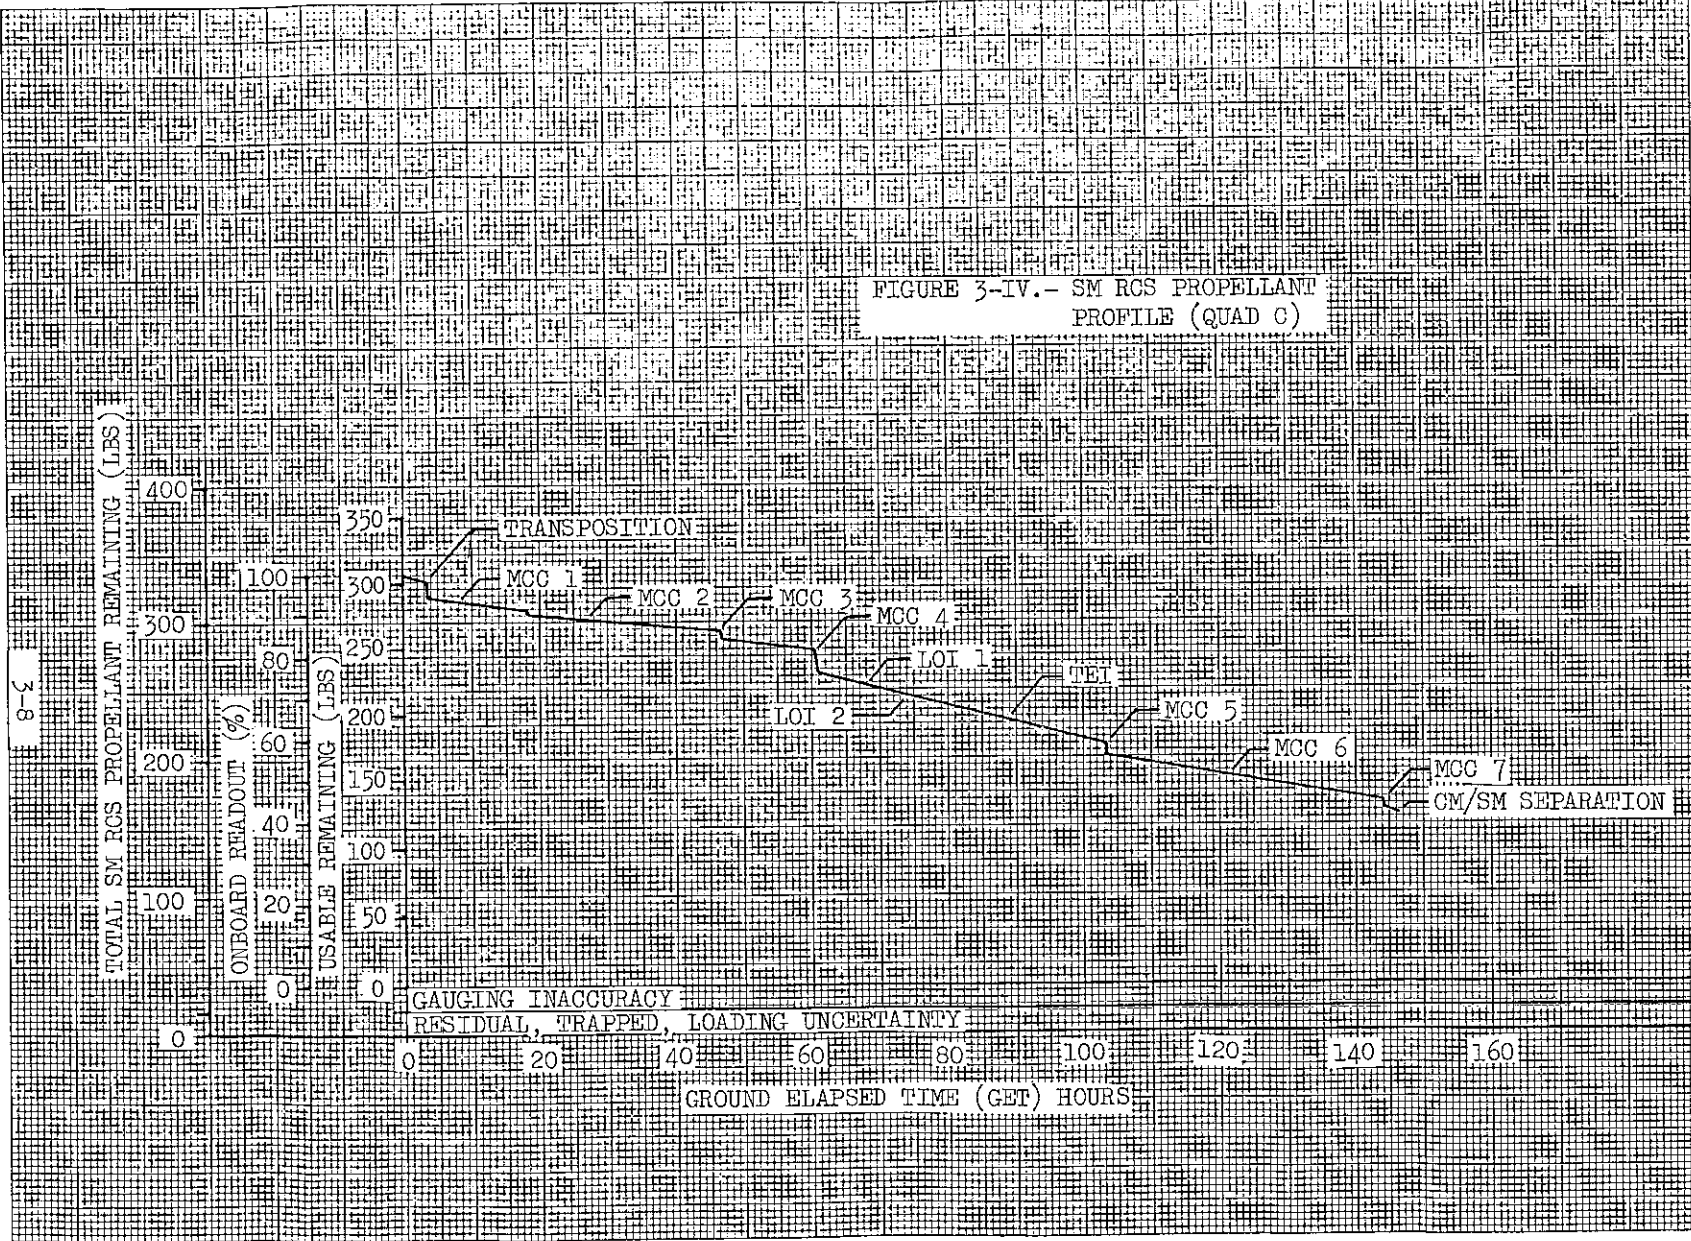 FIGURE 3-IV.- SM RCS PROPELLANT
PROFILE (QUAD C)
TOTAL SM RCS PROPELLANT REMAINING (LBS)
400
300
200
100
0
ONBOARD READOUT (%)
100
80
60
40
20
0
USABLE REMAINING (LBS)
350
300
250
200
150
100
50
0
TRANSPOSITION
MCC 1
MCC 2
MCC 3
MCC 4
LOI 1
LOI 2
TEI
MCC 5
MCC 6
MCC 7
CM/SM SEPARATION
GAUGING INACCURACY
RESIDUAL, TRAPPED, LOADING UNCERTAINTY
0 20 40 60 80 100 120 140 160
GROUND ELAPSED TIME (GET) HOURS
3-8